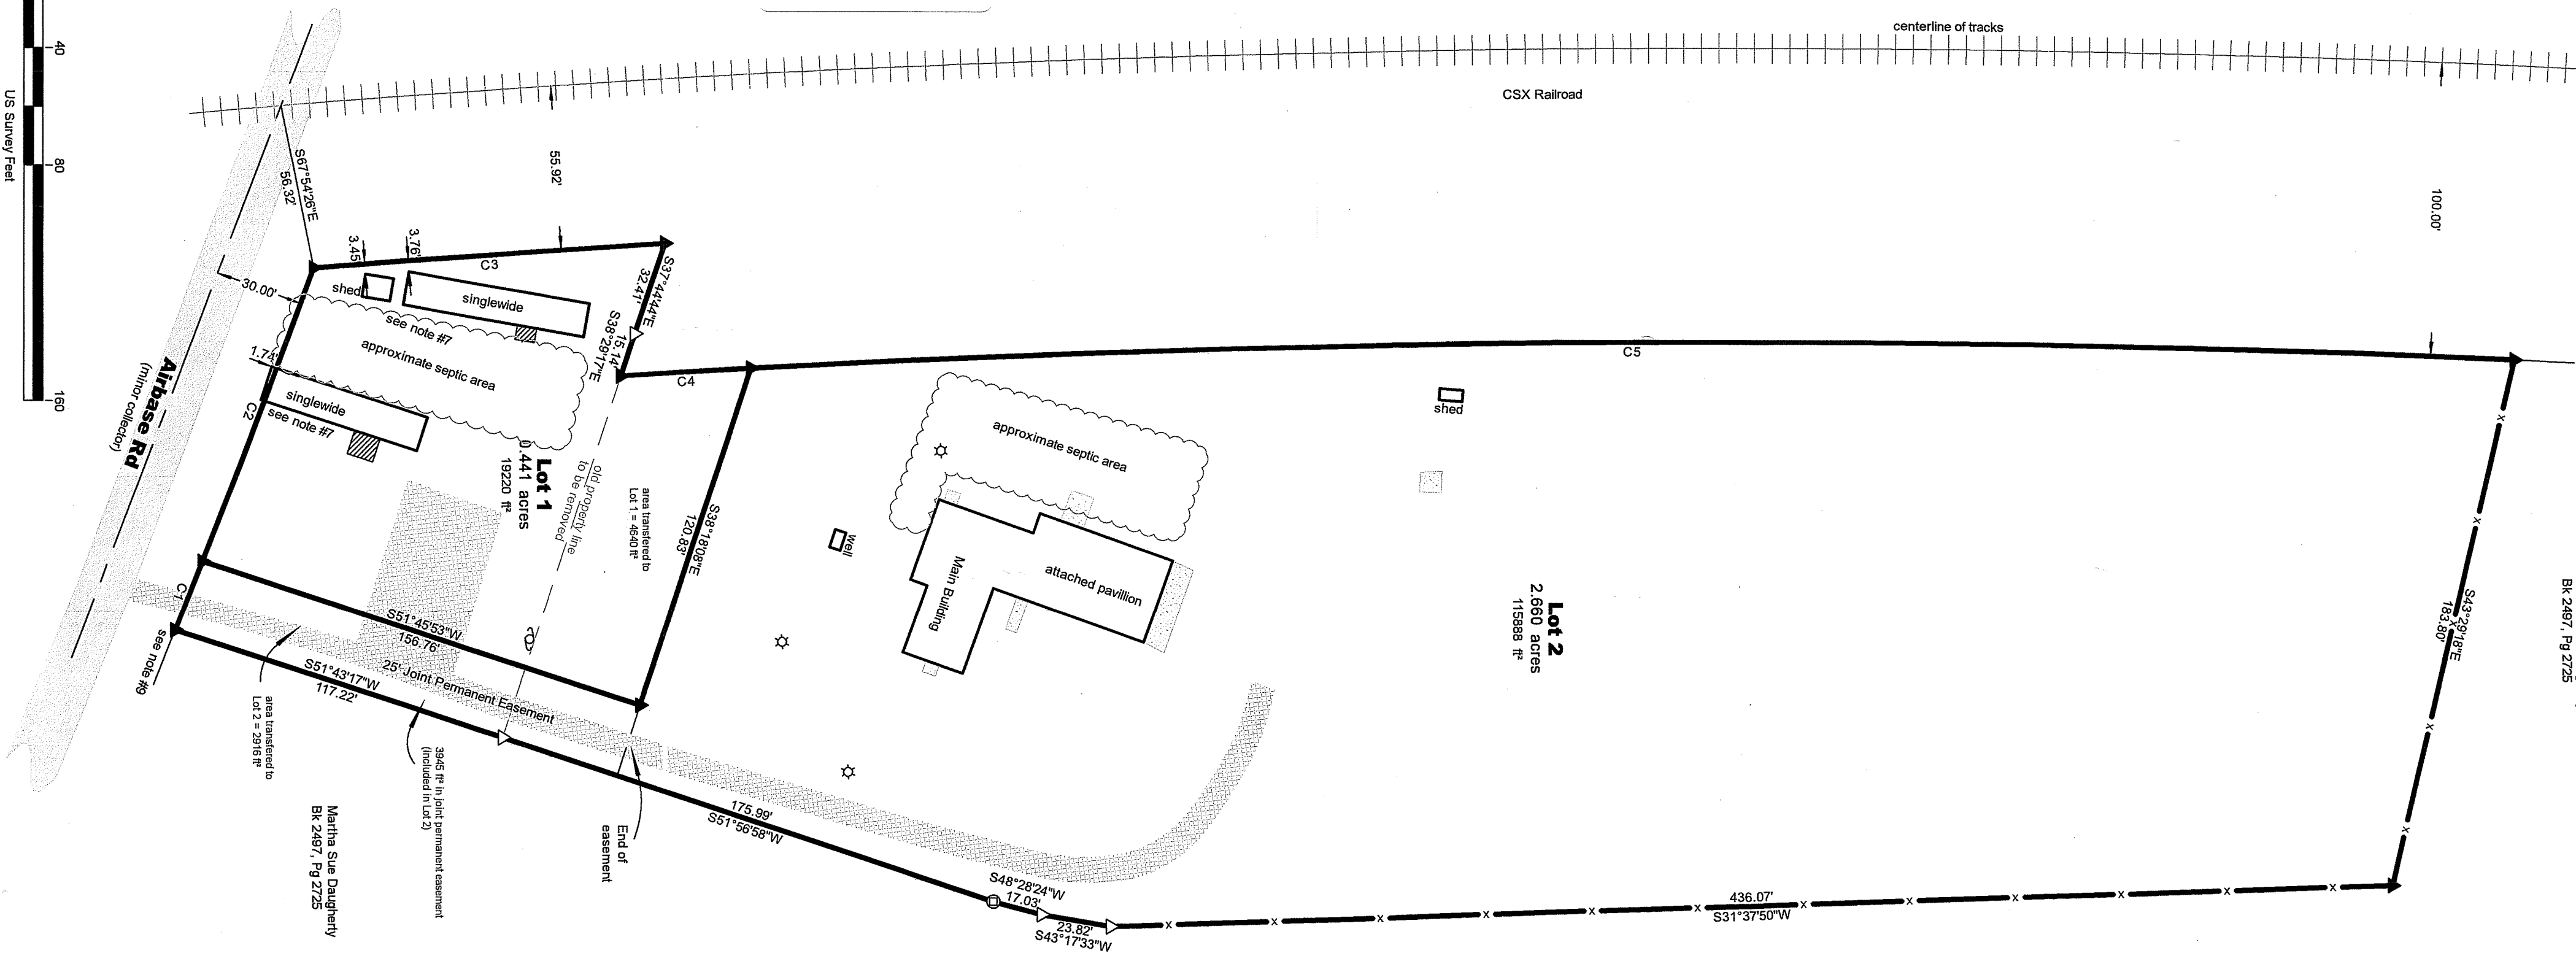 40
80
160
US Survey Feet
centerline of tracks
CSX Railroad
S67°54'26"E
56.32'
55.92'
100.00'
3.45'
3.76'
C3
shed
singlewide
30.00'
see note #7
approximate septic area
S37°44'44"E
32.41'
15.14'
S38°29'17"E
C4
C5
1.74'
singlewide
see note #7
C2
Airbase Rd
(minor collector)
Lot 1
0.441 acres
19220 ft²
old property line
to be removed
area transfered to
Lot 1 = 4640 ft²
S38°18'08"E
120.83'
approximate septic area
shed
well
Main Building
attached pavillion
Lot 2
2.660 acres
115888 ft²
S43°29'18"E
183.80'
Bk 2497, Pg 2725
C1
see note #9
S51°45'53"W
156.76'
25' Joint Permanent Easement
S51°43'17"W
117.22'
area transfered to
Lot 2 = 2916 ft²
3945 ft² in joint permanent easement
(included in Lot 2)
Martha Sue Daugherty
Bk 2497, Pg 2725
End of
easement
175.99'
S51°56'58"W
S48°28'24"W
17.03'
23.82'
S43°17'33"W
436.07'
S31°37'50"W